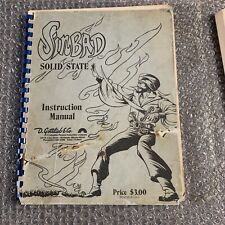 SINBAD
SOLID STATE
Instruction
Manual
D. Gottlieb & Co.
Price $3.00